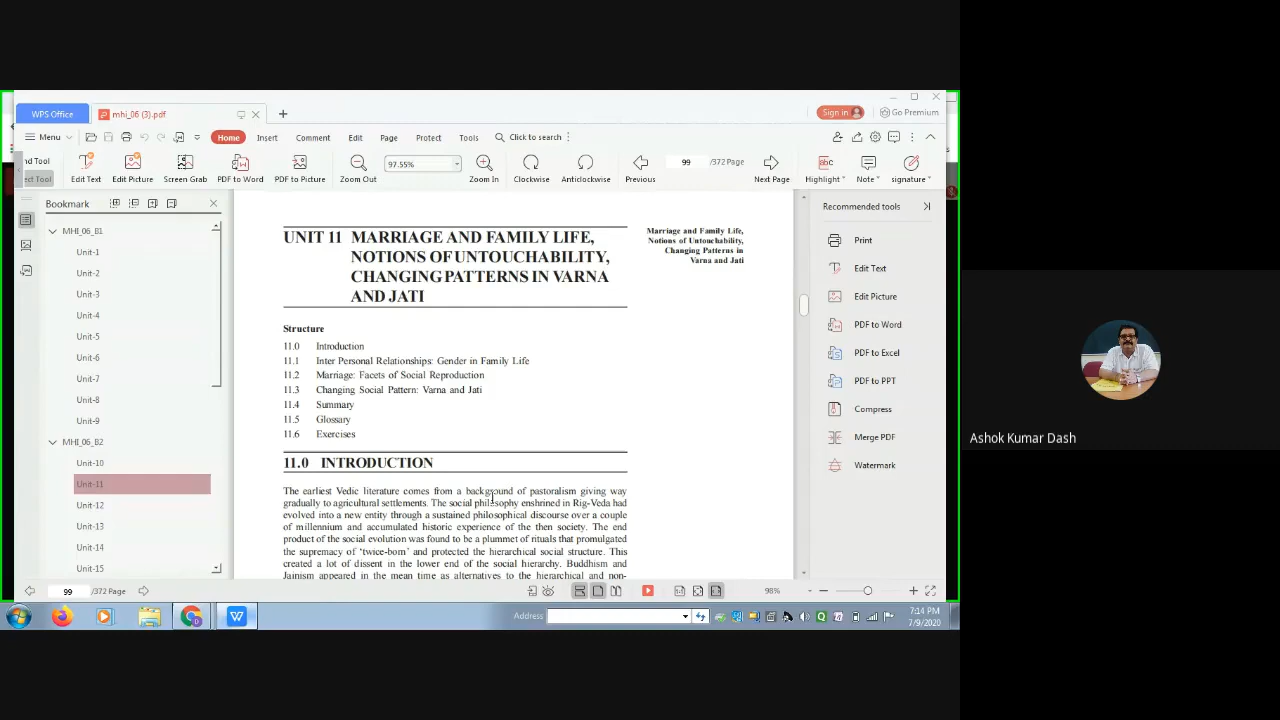 WPS Office
mhi_06 (3).pdf
Sign in
Go Premium
Menu
Home
Insert
Comment
Edit
Page
Protect
Tools
Click to search
nd Tool
ect Tool
Edit Text
Edit Picture
Screen Grab
PDF to Word
PDF to Picture
Zoom Out
97.55%
Zoom In
Clockwise
Anticlockwise
Previous
99
/372 Page
Next Page
Highlight
Note
signature
Bookmark
MHI_06_B1
Unit-1
Unit-2
Unit-3
Unit-4
Unit-5
Unit-6
Unit-7
Unit-8
Unit-9
MHI_06_B2
Unit-10
Unit-11
Unit-12
Unit-13
Unit-14
Unit-15
UNIT 11 MARRIAGE AND FAMILY LIFE,
NOTIONS OF UNTOUCHABILITY,
CHANGING PATTERNS IN VARNA
AND JATI
Marriage and Family Life,
Notions of Untouchability,
Changing Patterns in
Varna and Jati
Structure
11.0 Introduction
11.1 Inter Personal Relationships: Gender in Family Life
11.2 Marriage: Facets of Social Reproduction
11.3 Changing Social Pattern: Varna and Jati
11.4 Summary
11.5 Glossary
11.6 Exercises
11.0 INTRODUCTION
The earliest Vedic literature comes from a background of pastoralism giving way
gradually to agricultural settlements. The social philosophy enshrined in Rig-Veda had
evolved into a new entity through a sustained philosophical discourse over a couple
of millennium and accumulated historic experience of the then society. The end
product of the social evolution was found to be a plummet of rituals that promulgated
the supremacy of 'twice-born' and protected the hierarchical social structure. This
created a lot of dissent in the lower end of the social hierarchy. Buddhism and
Jainism appeared in the mean time as alternatives to the hierarchical and non-
Recommended tools
Print
Edit Text
Edit Picture
PDF to Word
PDF to Excel
PDF to PPT
Compress
Merge PDF
Watermark
99
/372 Page
98%
Address
7:14 PM
7/9/2020
Ashok Kumar Dash